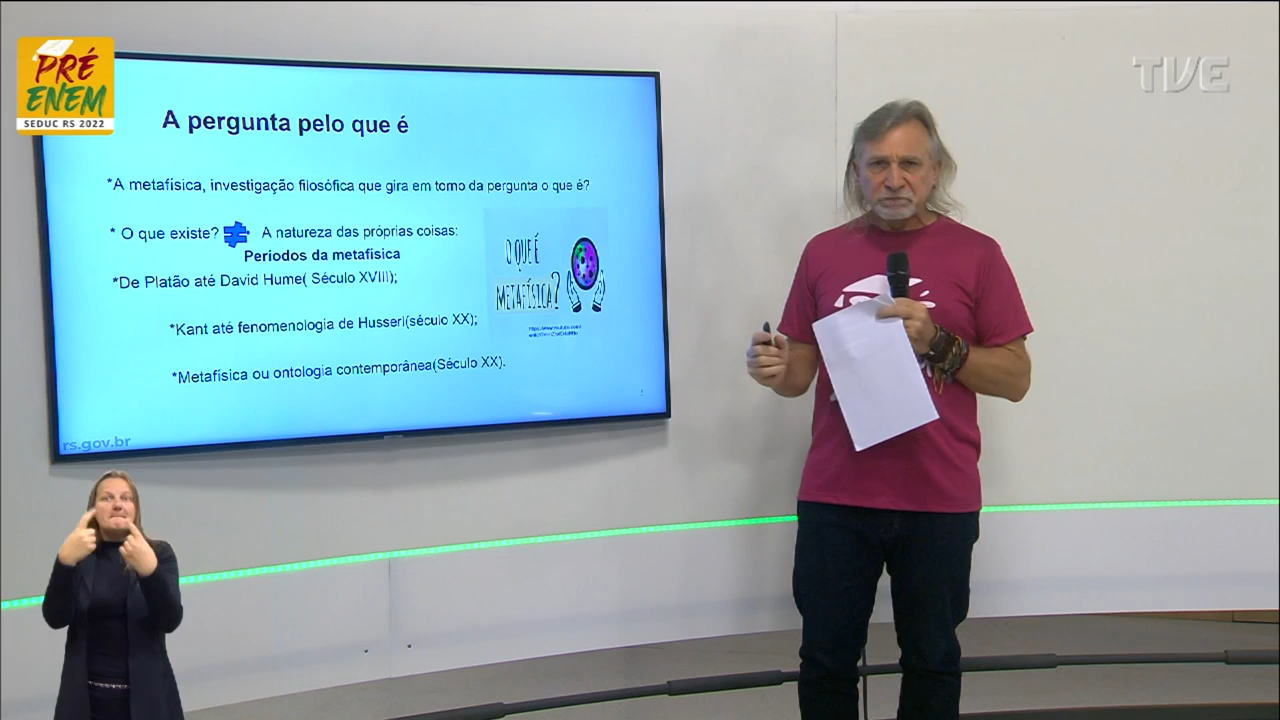 PRÉ
ENEM
SEDUC RS 2022
TVE
A pergunta pelo que é
*A metafísica, investigação filosófica que gira em torno da pergunta o que é?
* O que existe? ≠ A natureza das próprias coisas:
Períodos da metafísica
*De Platão até David Hume( Século XVIII);
*Kant até fenomenologia de Husserl(século XX);
*Metafísica ou ontologia contemporânea(Século XX).
O QUE É
METAFÍSICA?
rs.gov.br